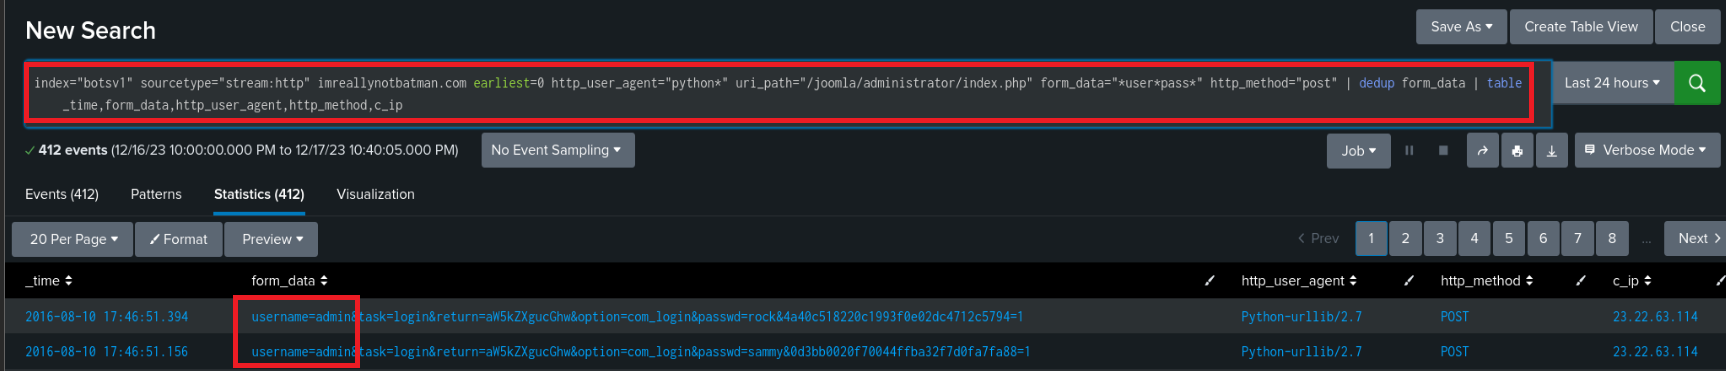 New Search
Save As
Create Table View
Close
index="botsv1" sourcetype="stream:http" imreallynotbatman.com earliest=0 http_user_agent="python*" uri_path="/joomla/administrator/index.php" form_data="*user*pass*" http_method="post" | dedup form_data | table
_time,form_data,http_user_agent,http_method,c_ip
Last 24 hours
412 events (12/16/23 10:00:00.000 PM to 12/17/23 10:40:05.000 PM)
No Event Sampling
Job
Verbose Mode
Events (412)
Patterns
Statistics (412)
Visualization
20 Per Page
Format
Preview
< Prev
1
2
3
4
5
6
7
8
...
Next >
_time
form_data
http_user_agent
http_method
c_ip
2016-08-10 17:46:51.394
username=admin&task=login&return=aW5kZXgucGhw&option=com_login&passwd=rock&4a40c518220c1993f0e02dc4712c5794=1
Python-urllib/2.7
POST
23.22.63.114
2016-08-10 17:46:51.156
username=admin&task=login&return=aW5kZXgucGhw&option=com_login&passwd=sammy&0d3bb0020f70044ffba32f7d0fa7fa88=1
Python-urllib/2.7
POST
23.22.63.114